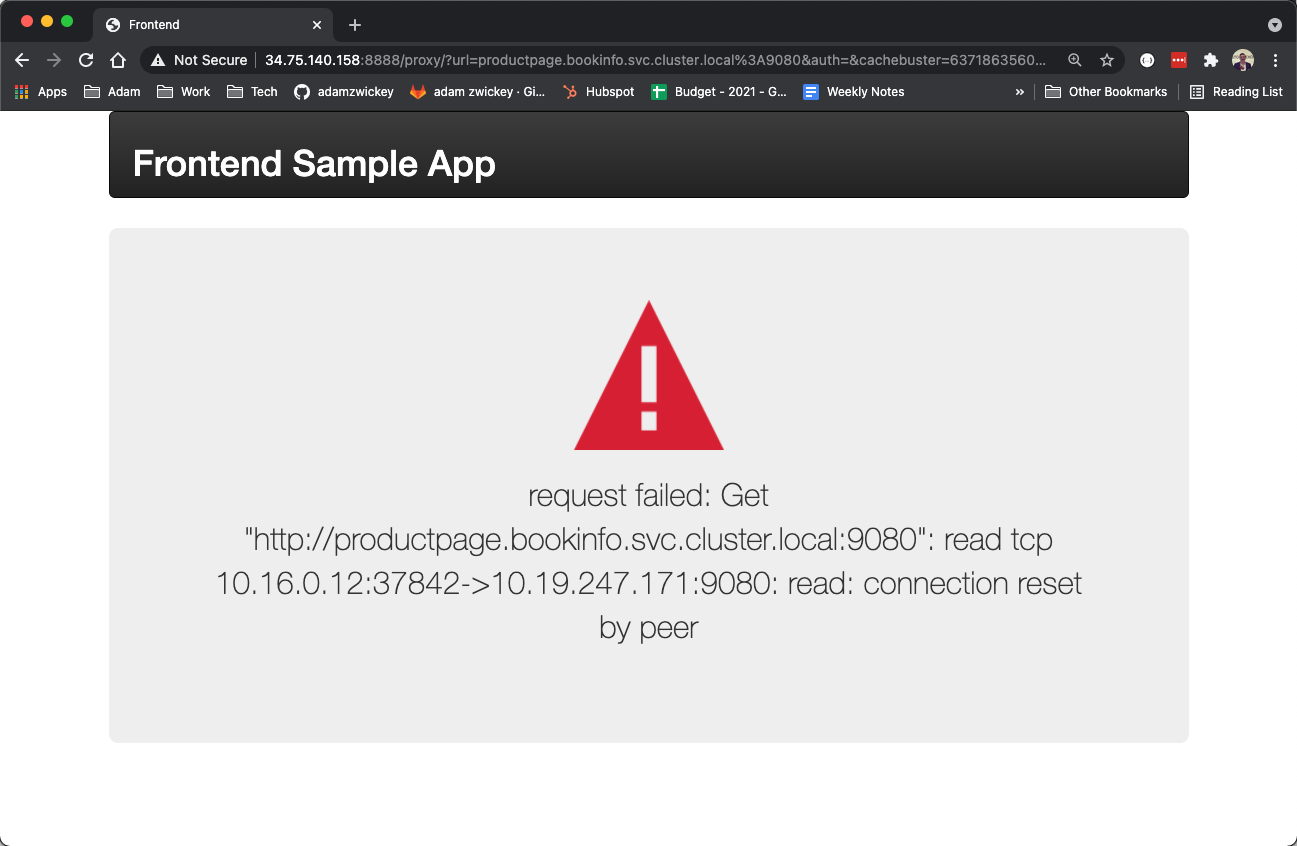 Frontend
Not Secure 34.75.140.158:8888/proxy/?url=productpage.bookinfo.svc.cluster.local%3A9080&auth=&cachebuster=6371863560...
Apps Adam Work Tech adamzwickey adam zwickey · Gi... Hubspot Budget - 2021 - G... Weekly Notes » Other Bookmarks Reading List
Frontend Sample App
request failed: Get
"http://productpage.bookinfo.svc.cluster.local:9080": read tcp
10.16.0.12:37842->10.19.247.171:9080: read: connection reset
by peer